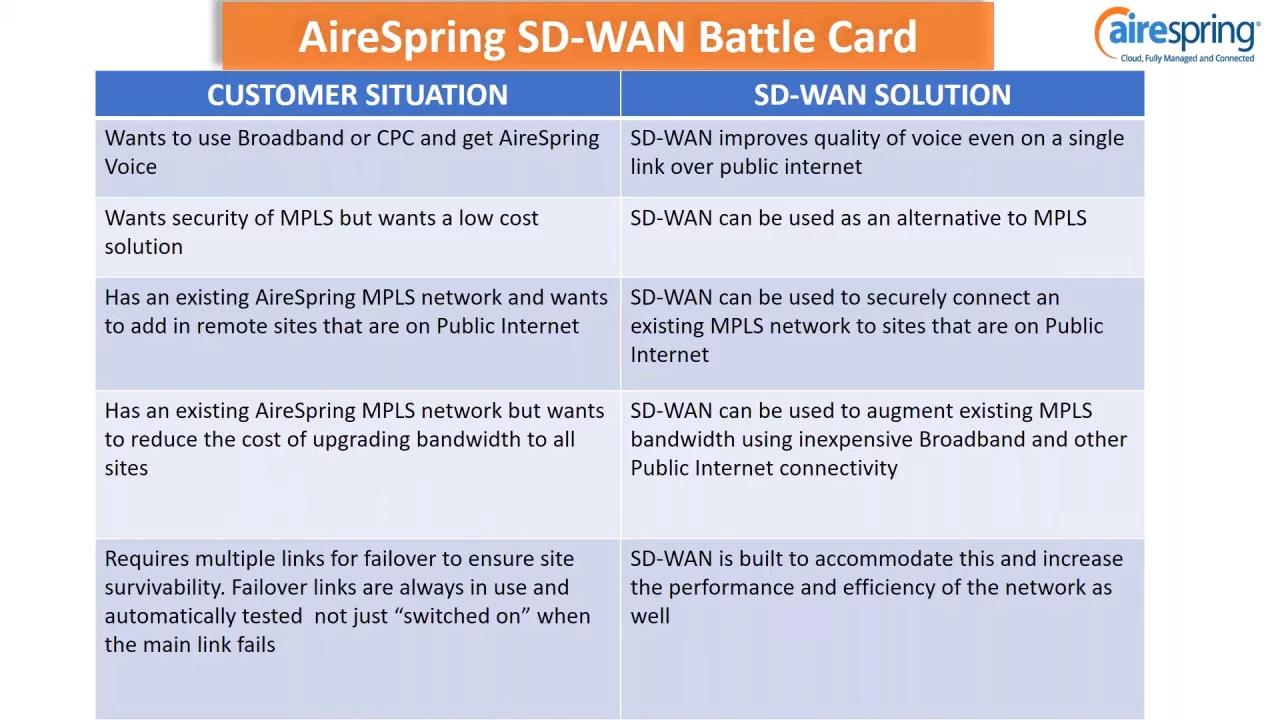 AireSpring SD-WAN Battle Card
airespring®
Cloud, Fully Managed and Connected
CUSTOMER SITUATION
SD-WAN SOLUTION
Wants to use Broadband or CPC and get AireSpring
Voice
SD-WAN improves quality of voice even on a single
link over public internet
Wants security of MPLS but wants a low cost
solution
SD-WAN can be used as an alternative to MPLS
Has an existing AireSpring MPLS network and wants
to add in remote sites that are on Public Internet
SD-WAN can be used to securely connect an
existing MPLS network to sites that are on Public
Internet
Has an existing AireSpring MPLS network but wants
to reduce the cost of upgrading bandwidth to all
sites
SD-WAN can be used to augment existing MPLS
bandwidth using inexpensive Broadband and other
Public Internet connectivity
Requires multiple links for failover to ensure site
survivability. Failover links are always in use and
automatically tested  not just “switched on” when
the main link fails
SD-WAN is built to accommodate this and increase
the performance and efficiency of the network as
well